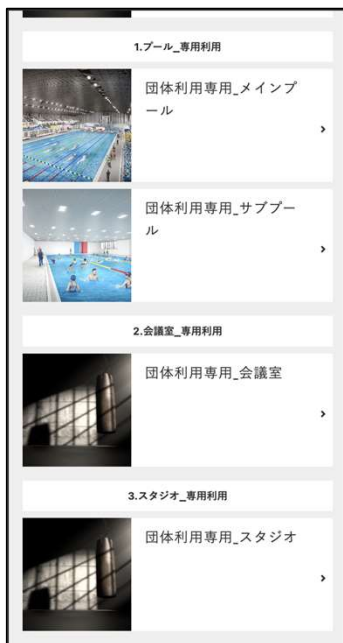 1.プール_専用利用
団体利用専用_メインプ
ール
団体利用専用_サブプー
ル
2.会議室_専用利用
団体利用専用_会議室
3.スタジオ_専用利用
団体利用専用_スタジオ